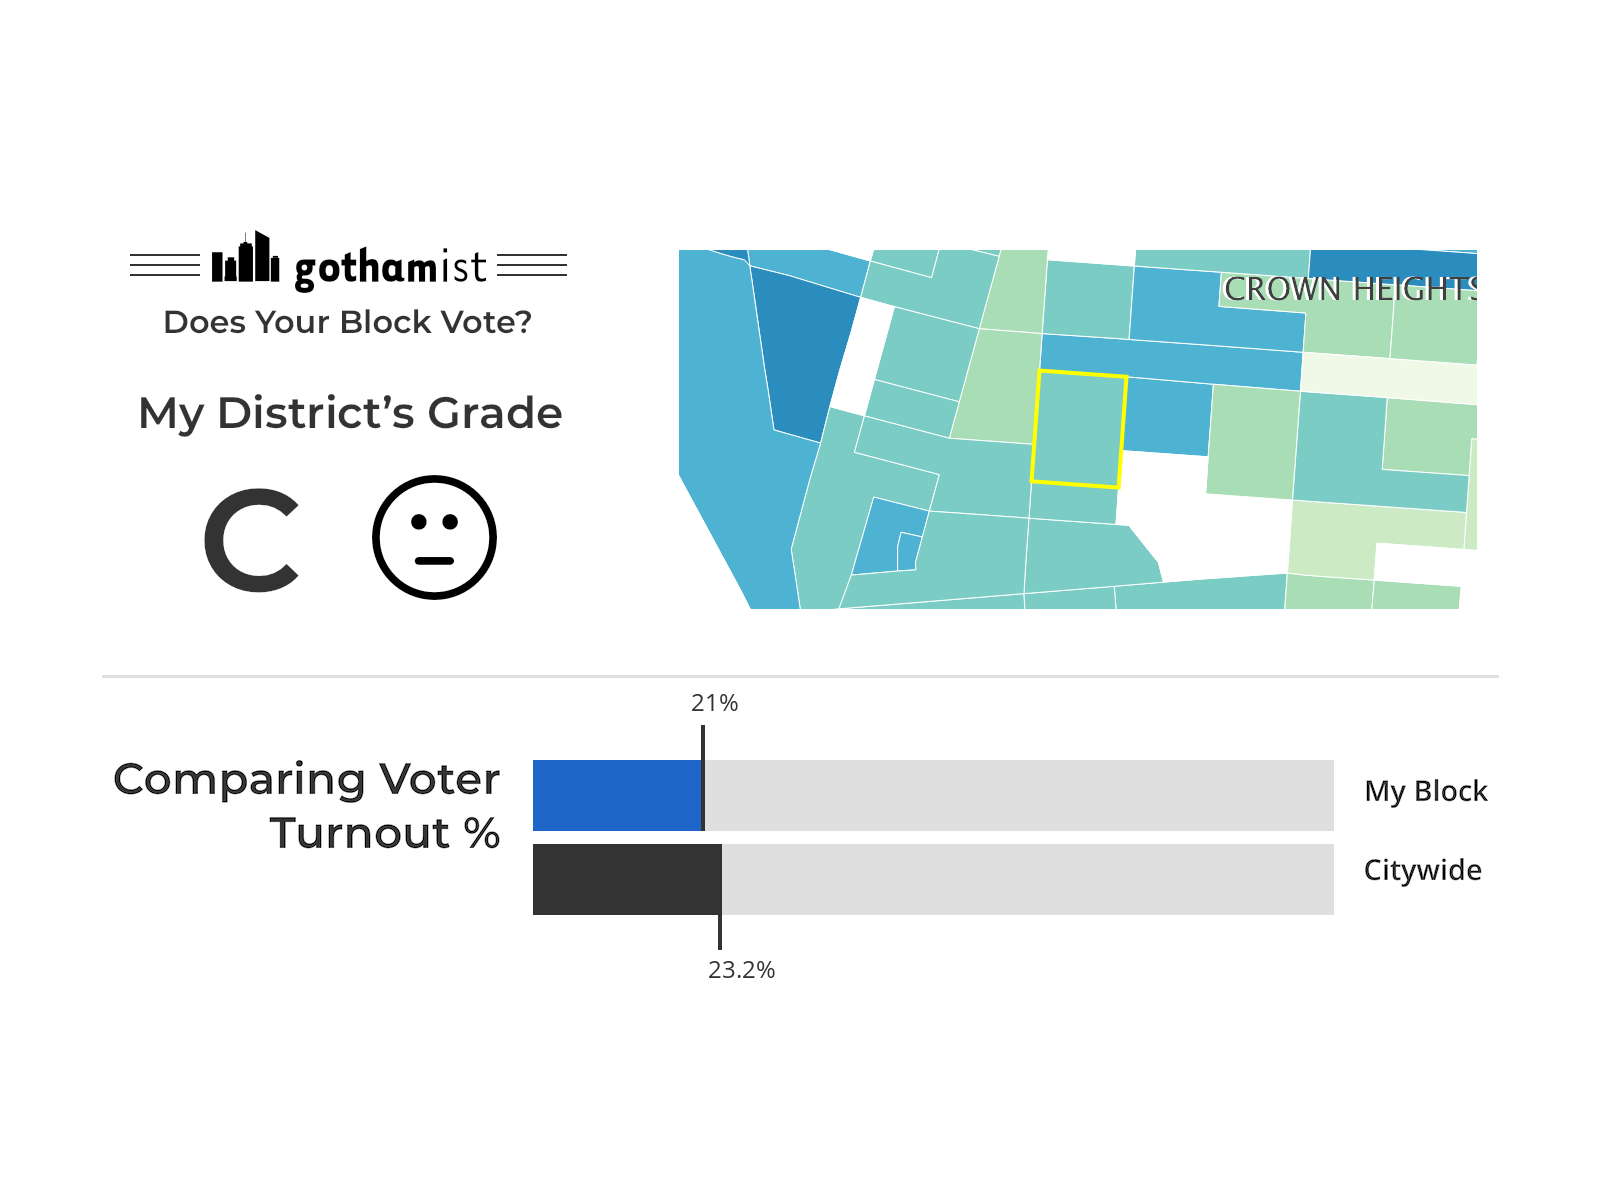 gothamist
Does Your Block Vote?
My District's Grade
C
CROWN HEIGHTS
21%
Comparing Voter
Turnout %
My Block
Citywide
23.2%